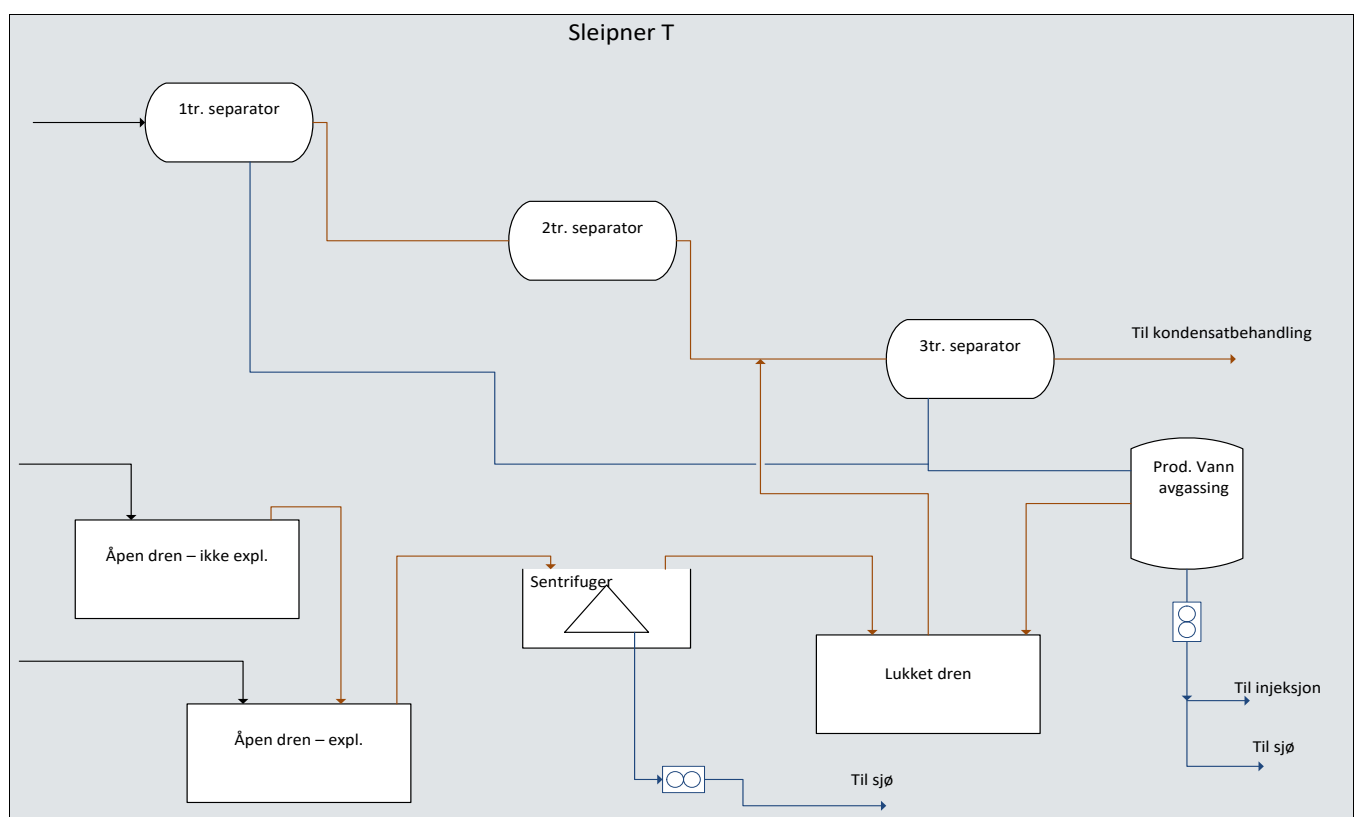 Sleipner T
1tr. separator
2tr. separator
3tr. separator
Til kondensatbehandling
Prod. Vann
avgassing
Åpen dren – ikke expl.
Sentrifuger
Lukket dren
Til injeksjon
Åpen dren – expl.
Til sjø
Til sjø